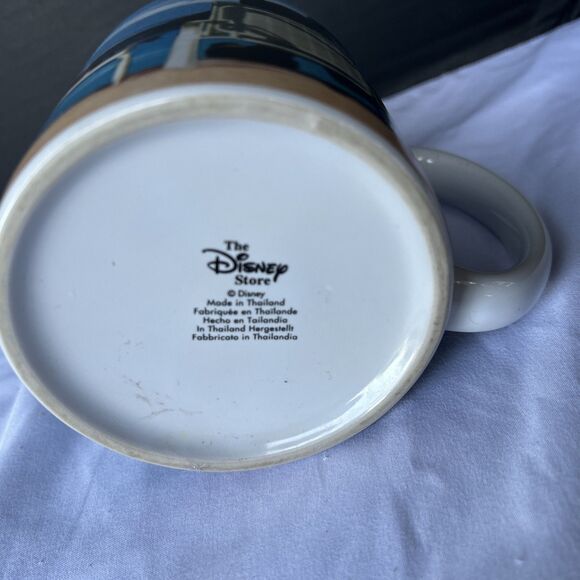 The
Disney
Store
© Disney
Made in Thailand
Fabriquée en Thaïlande
Hecho en Tailandia
In Thailand Hergestellt
Fabbricato in Thailandia